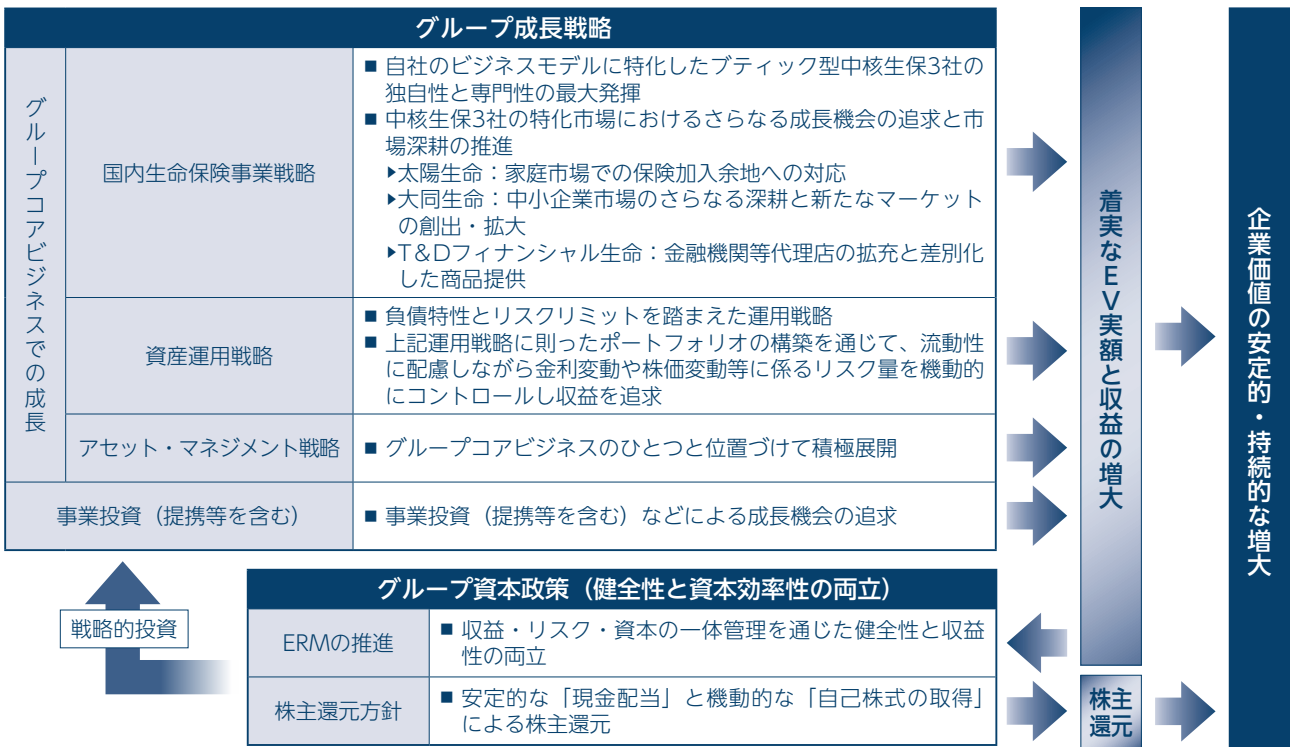 グループ成長戦略
グループコアビジネスでの成長
国内生命保険事業戦略
■ 自社のビジネスモデルに特化したブティック型中核生保3社の
独自性と専門性の最大発揮
■ 中核生保3社の特化市場におけるさらなる成長機会の追求と市
場深耕の推進
▶太陽生命：家庭市場での保険加入余地への対応
▶大同生命：中小企業市場のさらなる深耕と新たなマーケット
の創出・拡大
▶T＆Dフィナンシャル生命：金融機関等代理店の拡充と差別化
した商品提供
資産運用戦略
■ 負債特性とリスクリミットを踏まえた運用戦略
■ 上記運用戦略に則ったポートフォリオの構築を通じて、流動性
に配慮しながら金利変動や株価変動等に係るリスク量を機動的
にコントロールし収益を追求
アセット・マネジメント戦略
■ グループコアビジネスのひとつと位置づけて積極展開
事業投資（提携等を含む）
■ 事業投資（提携等を含む）などによる成長機会の追求
着実なEV実額と収益の増大
企業価値の安定的・持続的な増大
戦略的投資
グループ資本政策（健全性と資本効率性の両立）
ERMの推進
■ 収益・リスク・資本の一体管理を通じた健全性と収益
性の両立
株主還元方針
■ 安定的な「現金配当」と機動的な「自己株式の取得」
による株主還元
株主
還元